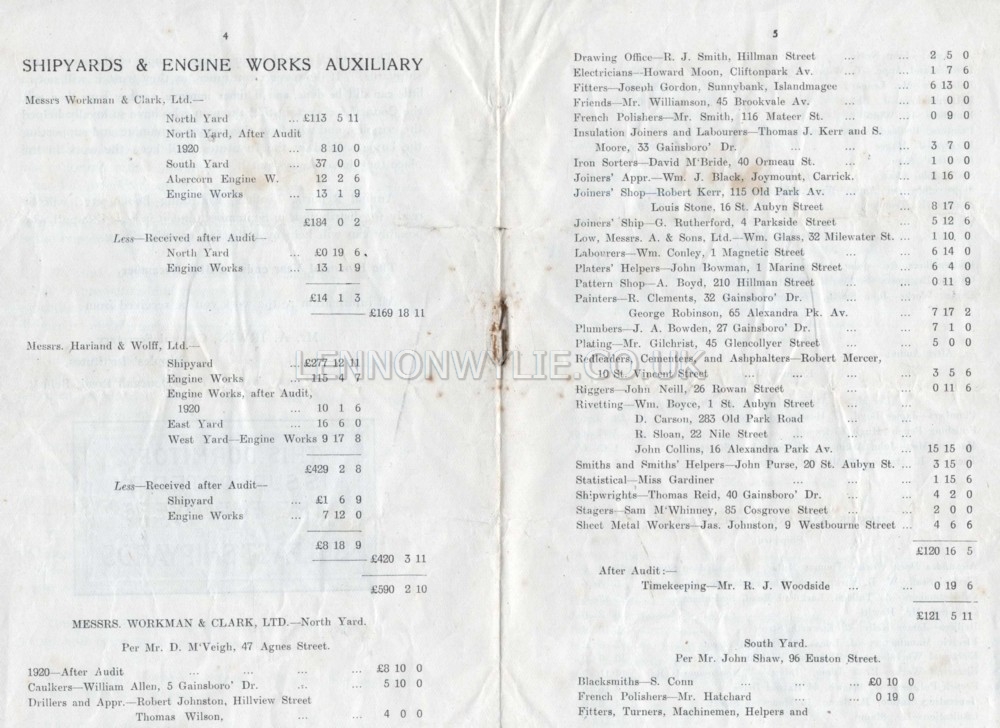 4
SHIPYARDS & ENGINE WORKS AUXILIARY
Messrs Workman & Clark, Ltd.—
North Yard ... £113 5 11
North Yard, After Audit
1920 ... 8 10 0
South Yard ... 37 0 0
Abercorn Engine W. 12 2 6
Engine Works ... 13 1 9
£184 0 2
Less—Received after Audit—
North Yard ... £0 19 6
Engine Works ... 13 1 9
£14 1 3
£169 18 11
Messrs. Harland & Wolff, Ltd.—
Shipyard ... £277 12 11
Engine Works ... 115 4 7
Engine Works, after Audit,
1920 ... 10 1 6
East Yard ... 16 6 0
West Yard—Engine Works 9 17 8
£429 2 8
Less—Received after Audit—
Shipyard ... £1 6 9
Engine Works ... 7 12 0
£8 18 9
£420 3 11
£590 2 10
MESSRS. WORKMAN & CLARK, LTD.—North Yard.
Per Mr. D. M'Veigh, 47 Agnes Street.
1920—After Audit ... ... ... ... £8 10 0
Caulkers—William Allen, 5 Gainsboro' Dr. ... ... 5 10 0
Drillers and Appr.—Robert Johnston, Hillview Street
Thomas Wilson, ... ... 4 0 0
5
Drawing Office—R. J. Smith, Hillman Street ... ... 2 5 0
Electricians—Howard Moon, Cliftonpark Av. ... ... 1 7 6
Fitters—Joseph Gordon, Sunnybank, Islandmagee ... 6 13 0
Friends—Mr. Williamson, 45 Brookvale Av. ... ... 1 0 0
French Polishers—Mr. Smith, 116 Mateer St. ... ... 0 9 0
Insulation Joiners and Labourers—Thomas J. Kerr and S.
Moore, 33 Gainsboro' Dr. ... ... ... 3 7 0
Iron Sorters—David M'Bride, 40 Ormeau St. ... ... 1 0 0
Joiners' Appr.—Wm. J. Black, Joymount, Carrick. ... 1 16 0
Joiners' Shop—Robert Kerr, 115 Old Park Av. ... ...
Louis Stone, 16 St. Aubyn Street ... 8 17 6
Joiners' Ship—G. Rutherford, 4 Parkside Street ... 5 12 6
Low, Messrs. A. & Sons, Ltd.—Wm. Glass, 32 Milewater St. ... 1 10 0
Labourers—Wm. Conley, 1 Magnetic Street ... ... 6 14 0
Platers' Helpers—John Bowman, 1 Marine Street ... 6 4 0
Pattern Shop—A. Boyd, 210 Hillman Street ... ... 0 11 9
Painters—R. Clements, 32 Gainsboro' Dr. ... ...
George Robinson, 65 Alexandra Pk. Av. ... 7 17 2
Plumbers—J. A. Bowden, 27 Gainsboro' Dr. ... ... 7 1 0
Plating—Mr. Gilchrist, 45 Glencollyer Street ... ... 5 0 0
Redleaders, Cementers, and Ashphalters—Robert Mercer,
10 St. Vincent Street ... ... ... ... 3 5 6
Riggers—John Neill, 26 Rowan Street ... ... 0 11 6
Rivetting—Wm. Boyce, 1 St. Aubyn Street ... ...
D. Carson, 283 Old Park Road ...
R. Sloan, 22 Nile Street ... ...
John Collins, 16 Alexandra Park Av. ... 15 15 0
Smiths and Smiths' Helpers—John Purse, 20 St. Aubyn St. ... 3 15 0
Statistical—Miss Gardiner ... ... ... 1 15 6
Shipwrights—Thomas Reid, 40 Gainsboro' Dr. ... ... 4 2 0
Stagers—Sam M'Whinney, 85 Cosgrove Street ... ... 2 0 0
Sheet Metal Workers—Jas. Johnston, 9 Westbourne Street ... 4 6 6
£120 16 5
After Audit:—
Timekeeping—Mr. R. J. Woodside ... ... 0 19 6
£121 5 11
South Yard.
Per Mr. John Shaw, 96 Euston Street.
Blacksmiths—S. Conn ... ... ... £0 10 0
French Polishers—Mr. Hatchard ... ... 0 19 0
Fitters, Turners, Machinemen, Helpers and
LENNONWYLIE.CO.UK